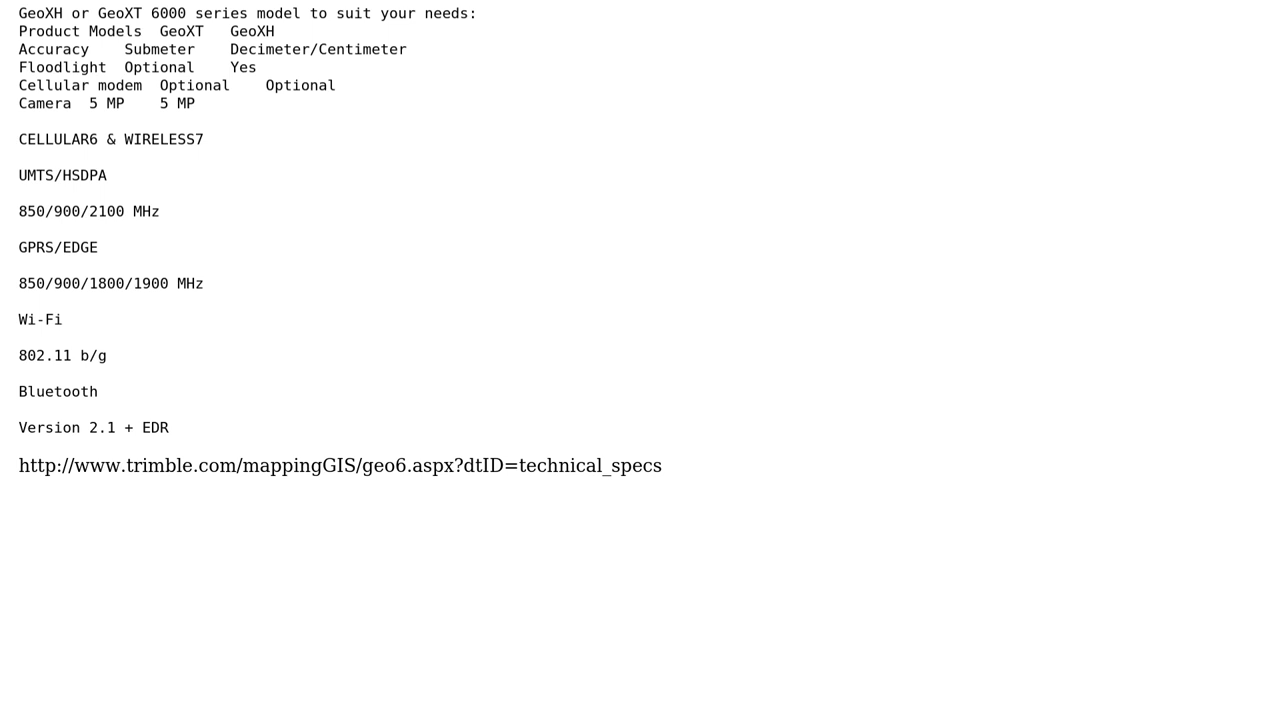 GeoXH or GeoXT 6000 series model to suit your needs:
Product Models  GeoXT   GeoXH
Accuracy    Submeter    Decimeter/Centimeter
Floodlight  Optional    Yes
Cellular modem  Optional    Optional
Camera  5 MP    5 MP
CELLULAR6 & WIRELESS7
UMTS/HSDPA
850/900/2100 MHz
GPRS/EDGE
850/900/1800/1900 MHz
Wi-Fi
802.11 b/g
Bluetooth
Version 2.1 + EDR
http://www.trimble.com/mappingGIS/geo6.aspx?dtID=technical_specs